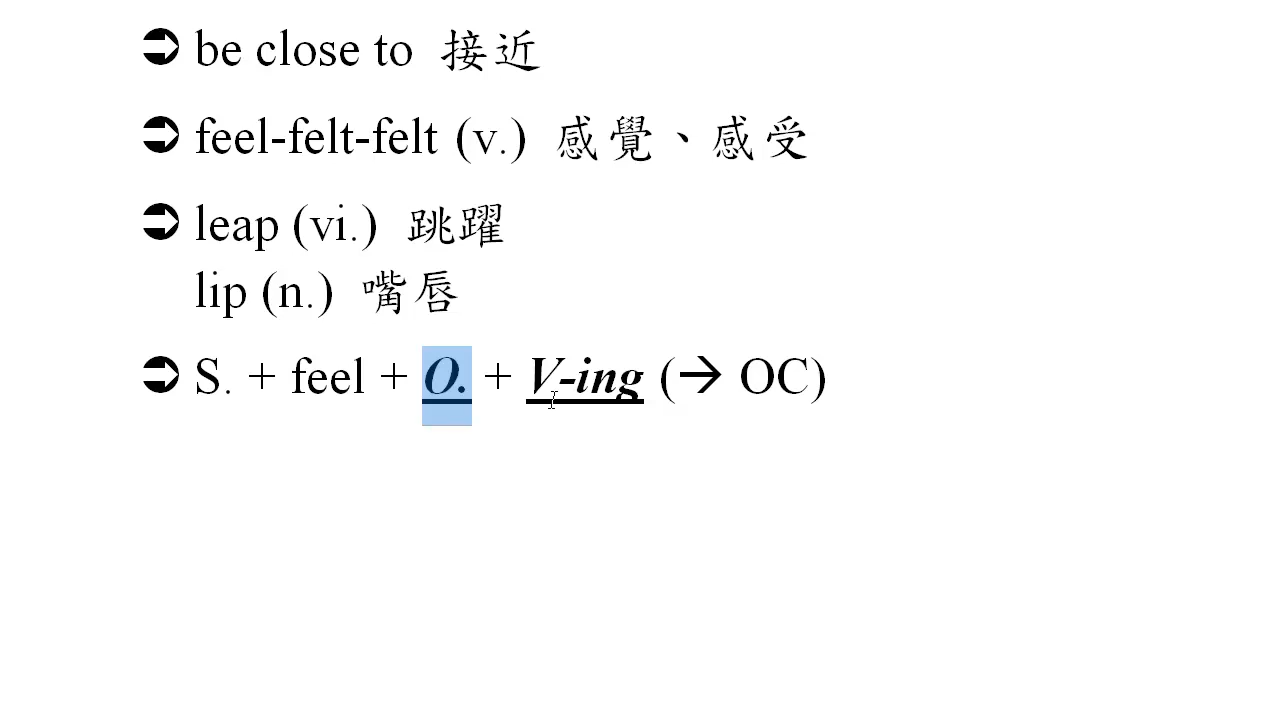 ➲ be close to 接近
➲ feel-felt-felt (v.) 感覺、感受
➲ leap (vi.) 跳躍
lip (n.) 嘴唇
➲ S. + feel + O. + V-ing (→ OC)